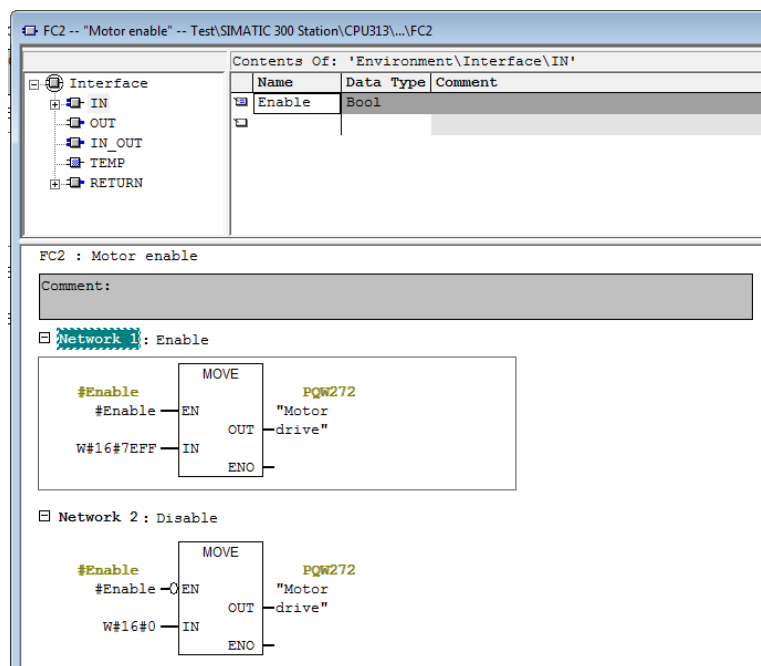 FC2 -- "Motor enable" -- Test\SIMATIC 300 Station\CPU313\...\FC2
Contents Of: 'Environment\Interface\IN'
Interface
IN
OUT
IN_OUT
TEMP
RETURN
Name Data Type Comment
Enable Bool
FC2 : Motor enable
Comment:
Network 1: Enable
MOVE
#Enable PQW272
#Enable EN "Motor
OUT drive"
W#16#7EFF IN
ENO
Network 2: Disable
MOVE
#Enable PQW272
#Enable EN "Motor
OUT drive"
W#16#0 IN
ENO